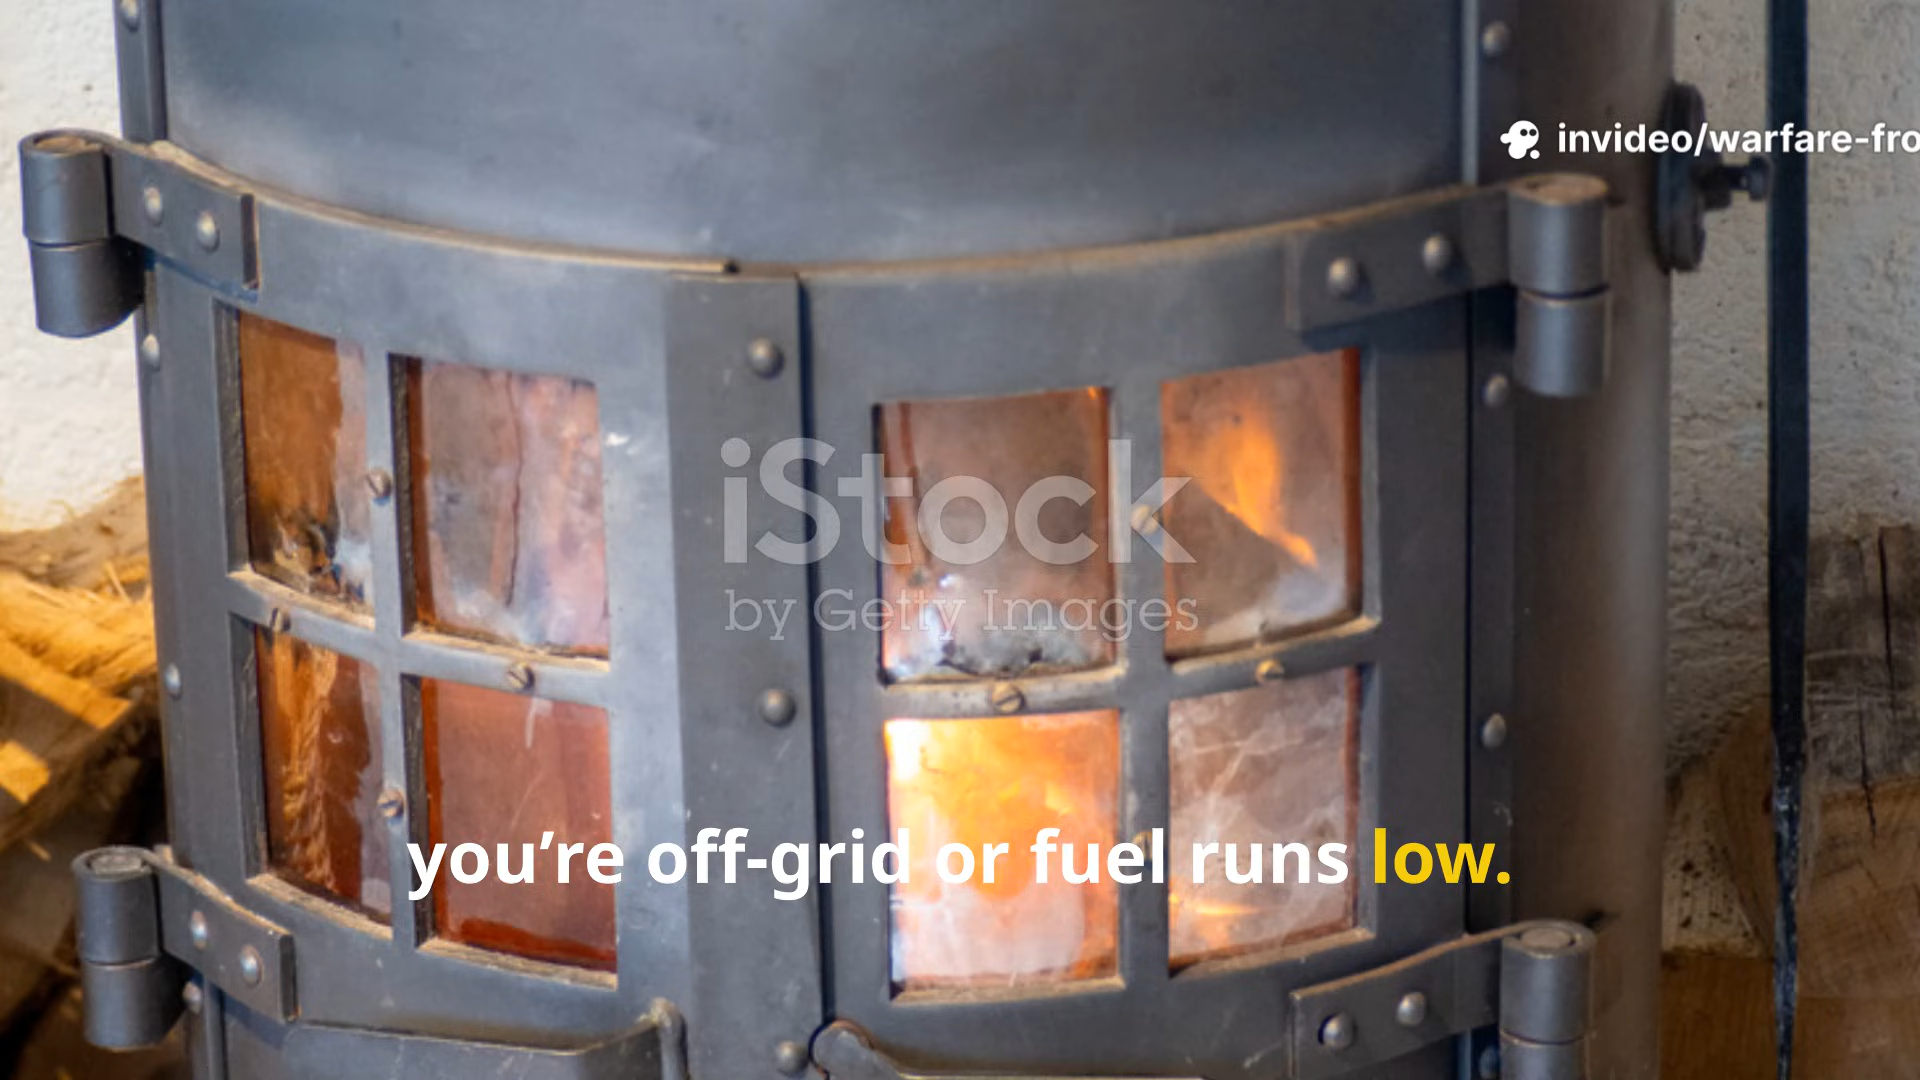 invideo/warfare-fro
iStock
by Getty Images
you’re off-grid or fuel runs low.